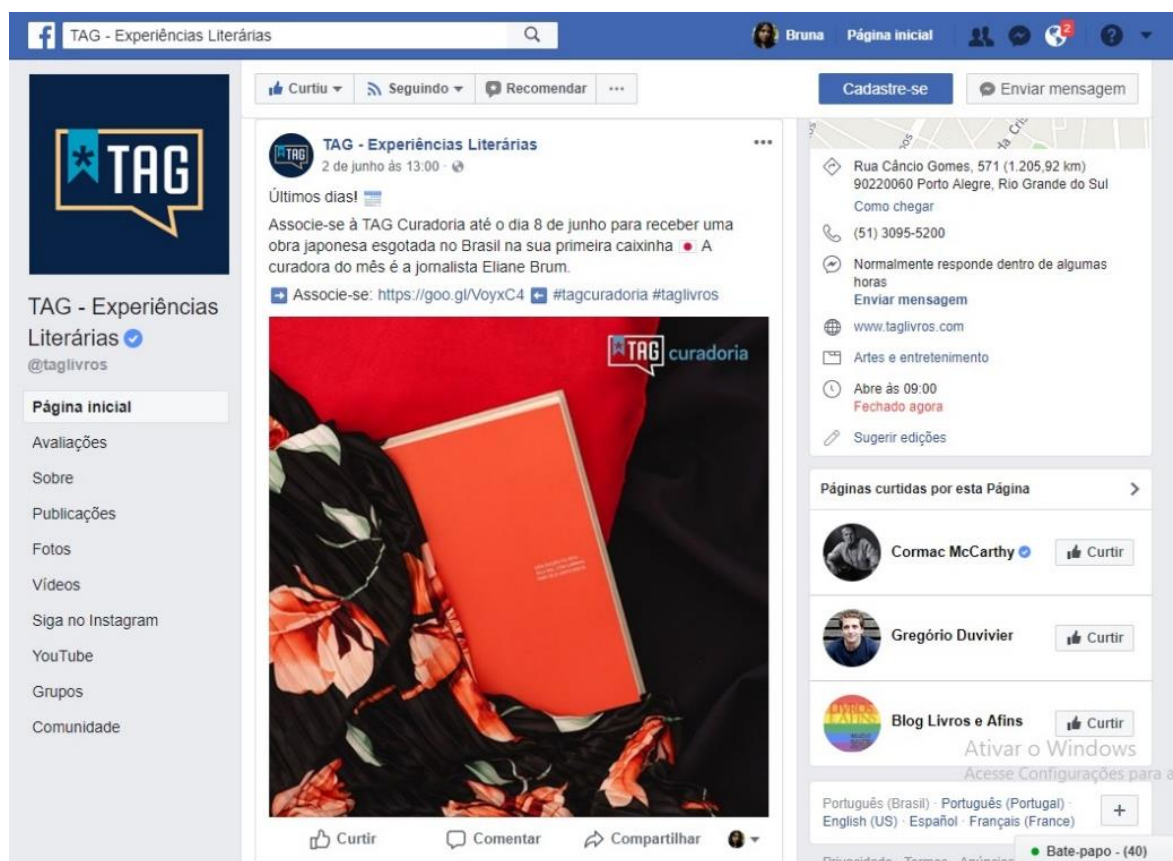 TAG - Experiências Literárias
Bruna
Página inicial
2
TAG
TAG - Experiências
Literárias
@taglivros
Página inicial
Avaliações
Sobre
Publicações
Fotos
Vídeos
Siga no Instagram
YouTube
Grupos
Comunidade
Curtiu
Seguindo
Recomendar
Cadastre-se
Enviar mensagem
TAG
TAG - Experiências Literárias
2 de junho às 13:00
Últimos dias!
Associe-se à TAG Curadoria até o dia 8 de junho para receber uma
obra japonesa esgotada no Brasil na sua primeira caixinha A
curadora do mês é a jornalista Eliane Brum.
Associe-se: https://goo.gl/VoyxC4 #tagcuradoria #taglivros
TAG curadoria
Curtir
Comentar
Compartilhar
Rua Câncio Gomes, 571 (1.205,92 km)
90220060 Porto Alegre, Rio Grande do Sul
Como chegar
(51) 3095-5200
Normalmente responde dentro de algumas
horas
Enviar mensagem
www.taglivros.com
Artes e entretenimento
Abre às 09:00
Fechado agora
Sugerir edições
Páginas curtidas por esta Página
Cormac McCarthy
Curtir
Gregório Duvivier
Curtir
LIVROS
Blog Livros e Afins
Curtir
Ativar o Windows
Acesse Configurações para a
Português (Brasil) · Português (Portugal) ·
English (US) · Español · Français (France)
Privacidade · Termos · Anúncios
Bate-papo - (40)